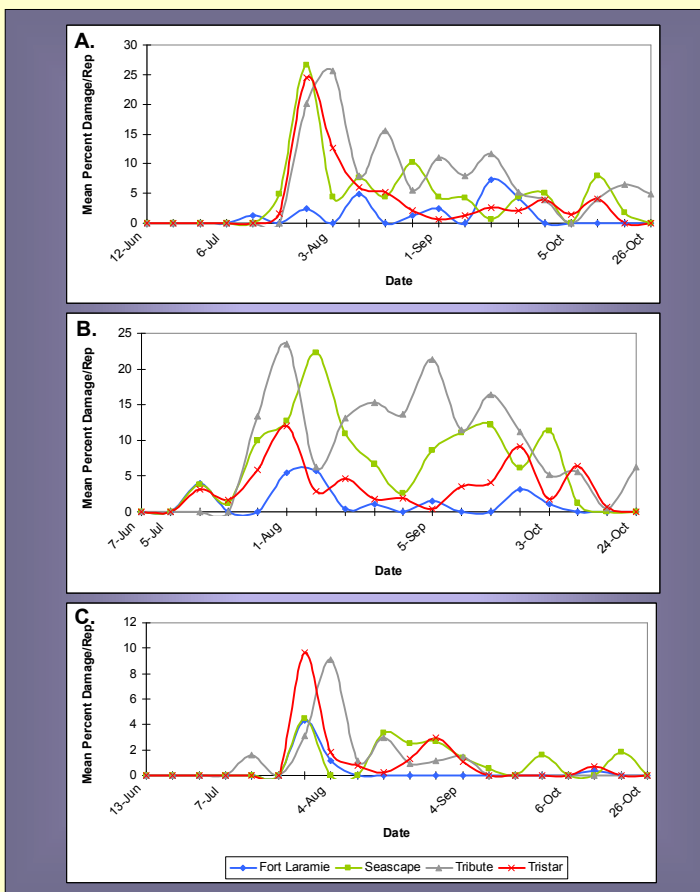 A.
Mean Percent Damage/Rep
30
25
20
15
10
5
0
12-Jun
6-Jul
3-Aug
1-Sep
5-Oct
26-Oct
Date
B.
Mean Percent Damage/Rep
25
20
15
10
5
0
7-Jun
5-Jul
1-Aug
5-Sep
3-Oct
24-Oct
Date
C.
Mean Percent Damage/Rep
12
10
8
6
4
2
0
13-Jun
7-Jul
4-Aug
4-Sep
6-Oct
26-Oct
Date
Fort Laramie Seascape Tribute Tristar